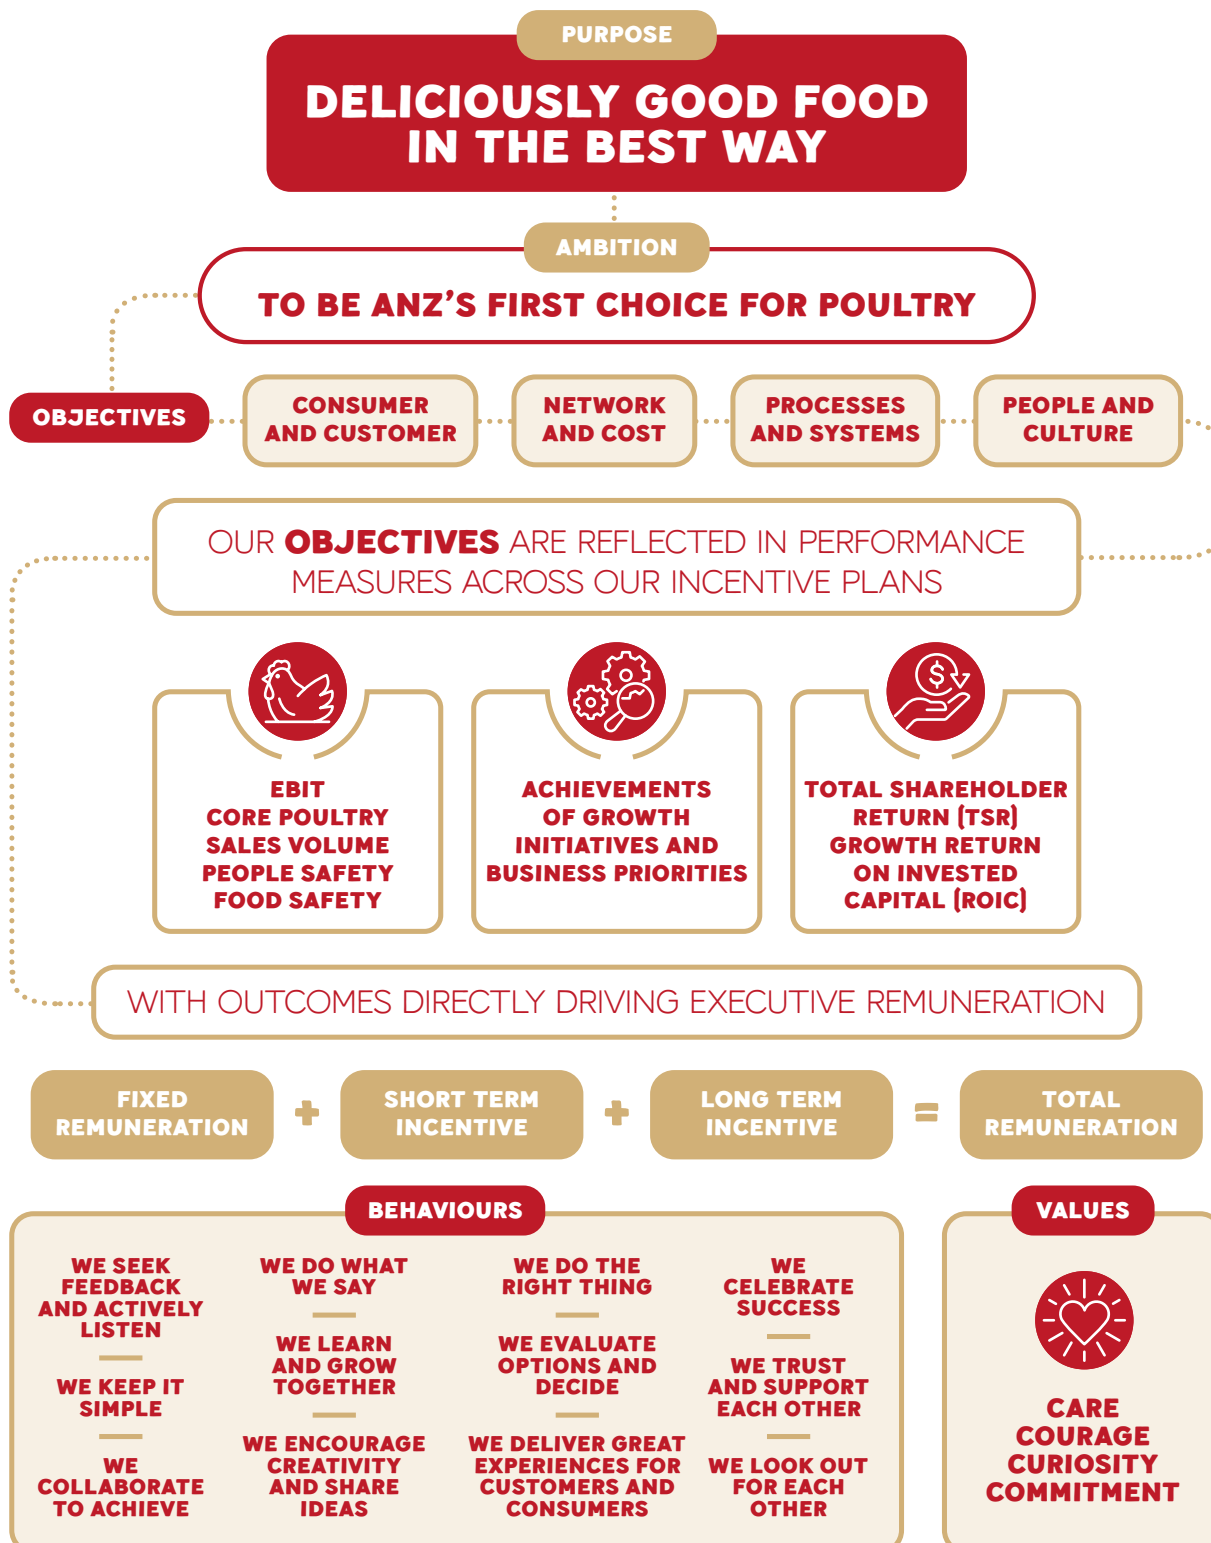 PURPOSE
DELICIOUSLY GOOD FOOD
IN THE BEST WAY
AMBITION
TO BE ANZ'S FIRST CHOICE FOR POULTRY
OBJECTIVES
CONSUMER
AND CUSTOMER
NETWORK
AND COST
PROCESSES
AND SYSTEMS
PEOPLE AND
CULTURE
OUR OBJECTIVES ARE REFLECTED IN PERFORMANCE
MEASURES ACROSS OUR INCENTIVE PLANS
EBIT
CORE POULTRY
SALES VOLUME
PEOPLE SAFETY
FOOD SAFETY
ACHIEVEMENTS
OF GROWTH
INITIATIVES AND
BUSINESS PRIORITIES
$
TOTAL SHAREHOLDER
RETURN (TSR)
GROWTH RETURN
ON INVESTED
CAPITAL (ROIC)
WITH OUTCOMES DIRECTLY DRIVING EXECUTIVE REMUNERATION
FIXED
REMUNERATION
+
SHORT TERM
INCENTIVE
+
LONG TERM
INCENTIVE
=
TOTAL
REMUNERATION
BEHAVIOURS
WE SEEK
FEEDBACK
AND ACTIVELY
LISTEN
WE KEEP IT
SIMPLE
WE
COLLABORATE
TO ACHIEVE
WE DO WHAT
WE SAY
WE LEARN
AND GROW
TOGETHER
WE ENCOURAGE
CREATIVITY
AND SHARE
IDEAS
WE DO THE
RIGHT THING
WE EVALUATE
OPTIONS AND
DECIDE
WE DELIVER GREAT
EXPERIENCES FOR
CUSTOMERS AND
CONSUMERS
WE
CELEBRATE
SUCCESS
WE TRUST
AND SUPPORT
EACH OTHER
WE LOOK OUT
FOR EACH
OTHER
VALUES
CARE
COURAGE
CURIOSITY
COMMITMENT